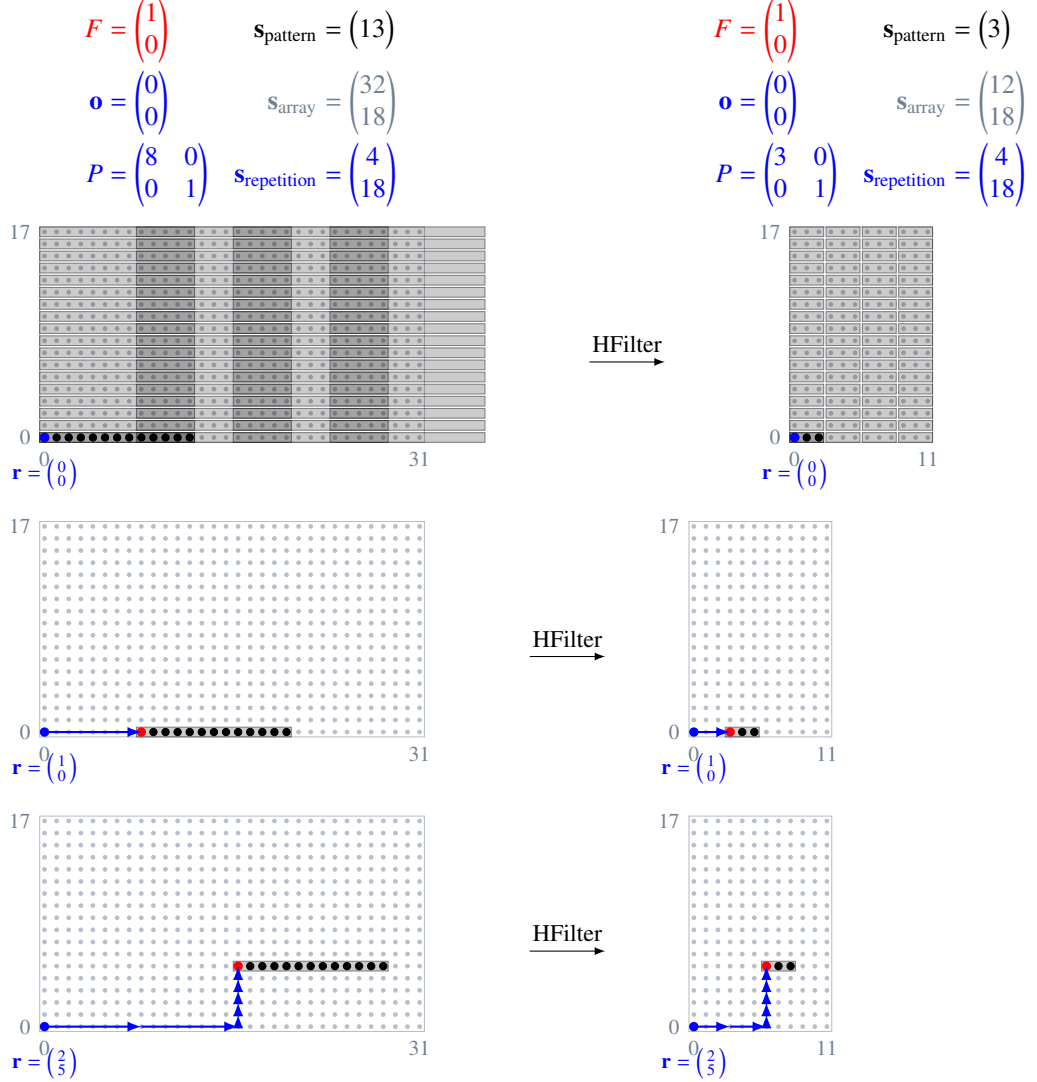 F = (1 0) s_pattern = (13) F = (1 0) s_pattern = (3)
o = (0 0) s_array = (32 18) o = (0 0) s_array = (12 18)
P = (8 0 0 1) s_repetition = (4 18) P = (3 0 0 1) s_repetition = (4 18)
17 17
HFilter
0 0
0 31 0 11
r = (0 0) r = (0 0)
17 17
HFilter
0 0
0 31 0 11
r = (1 0) r = (1 0)
17 17
HFilter
0 0
0 31 0 11
r = (2 5) r = (2 5)